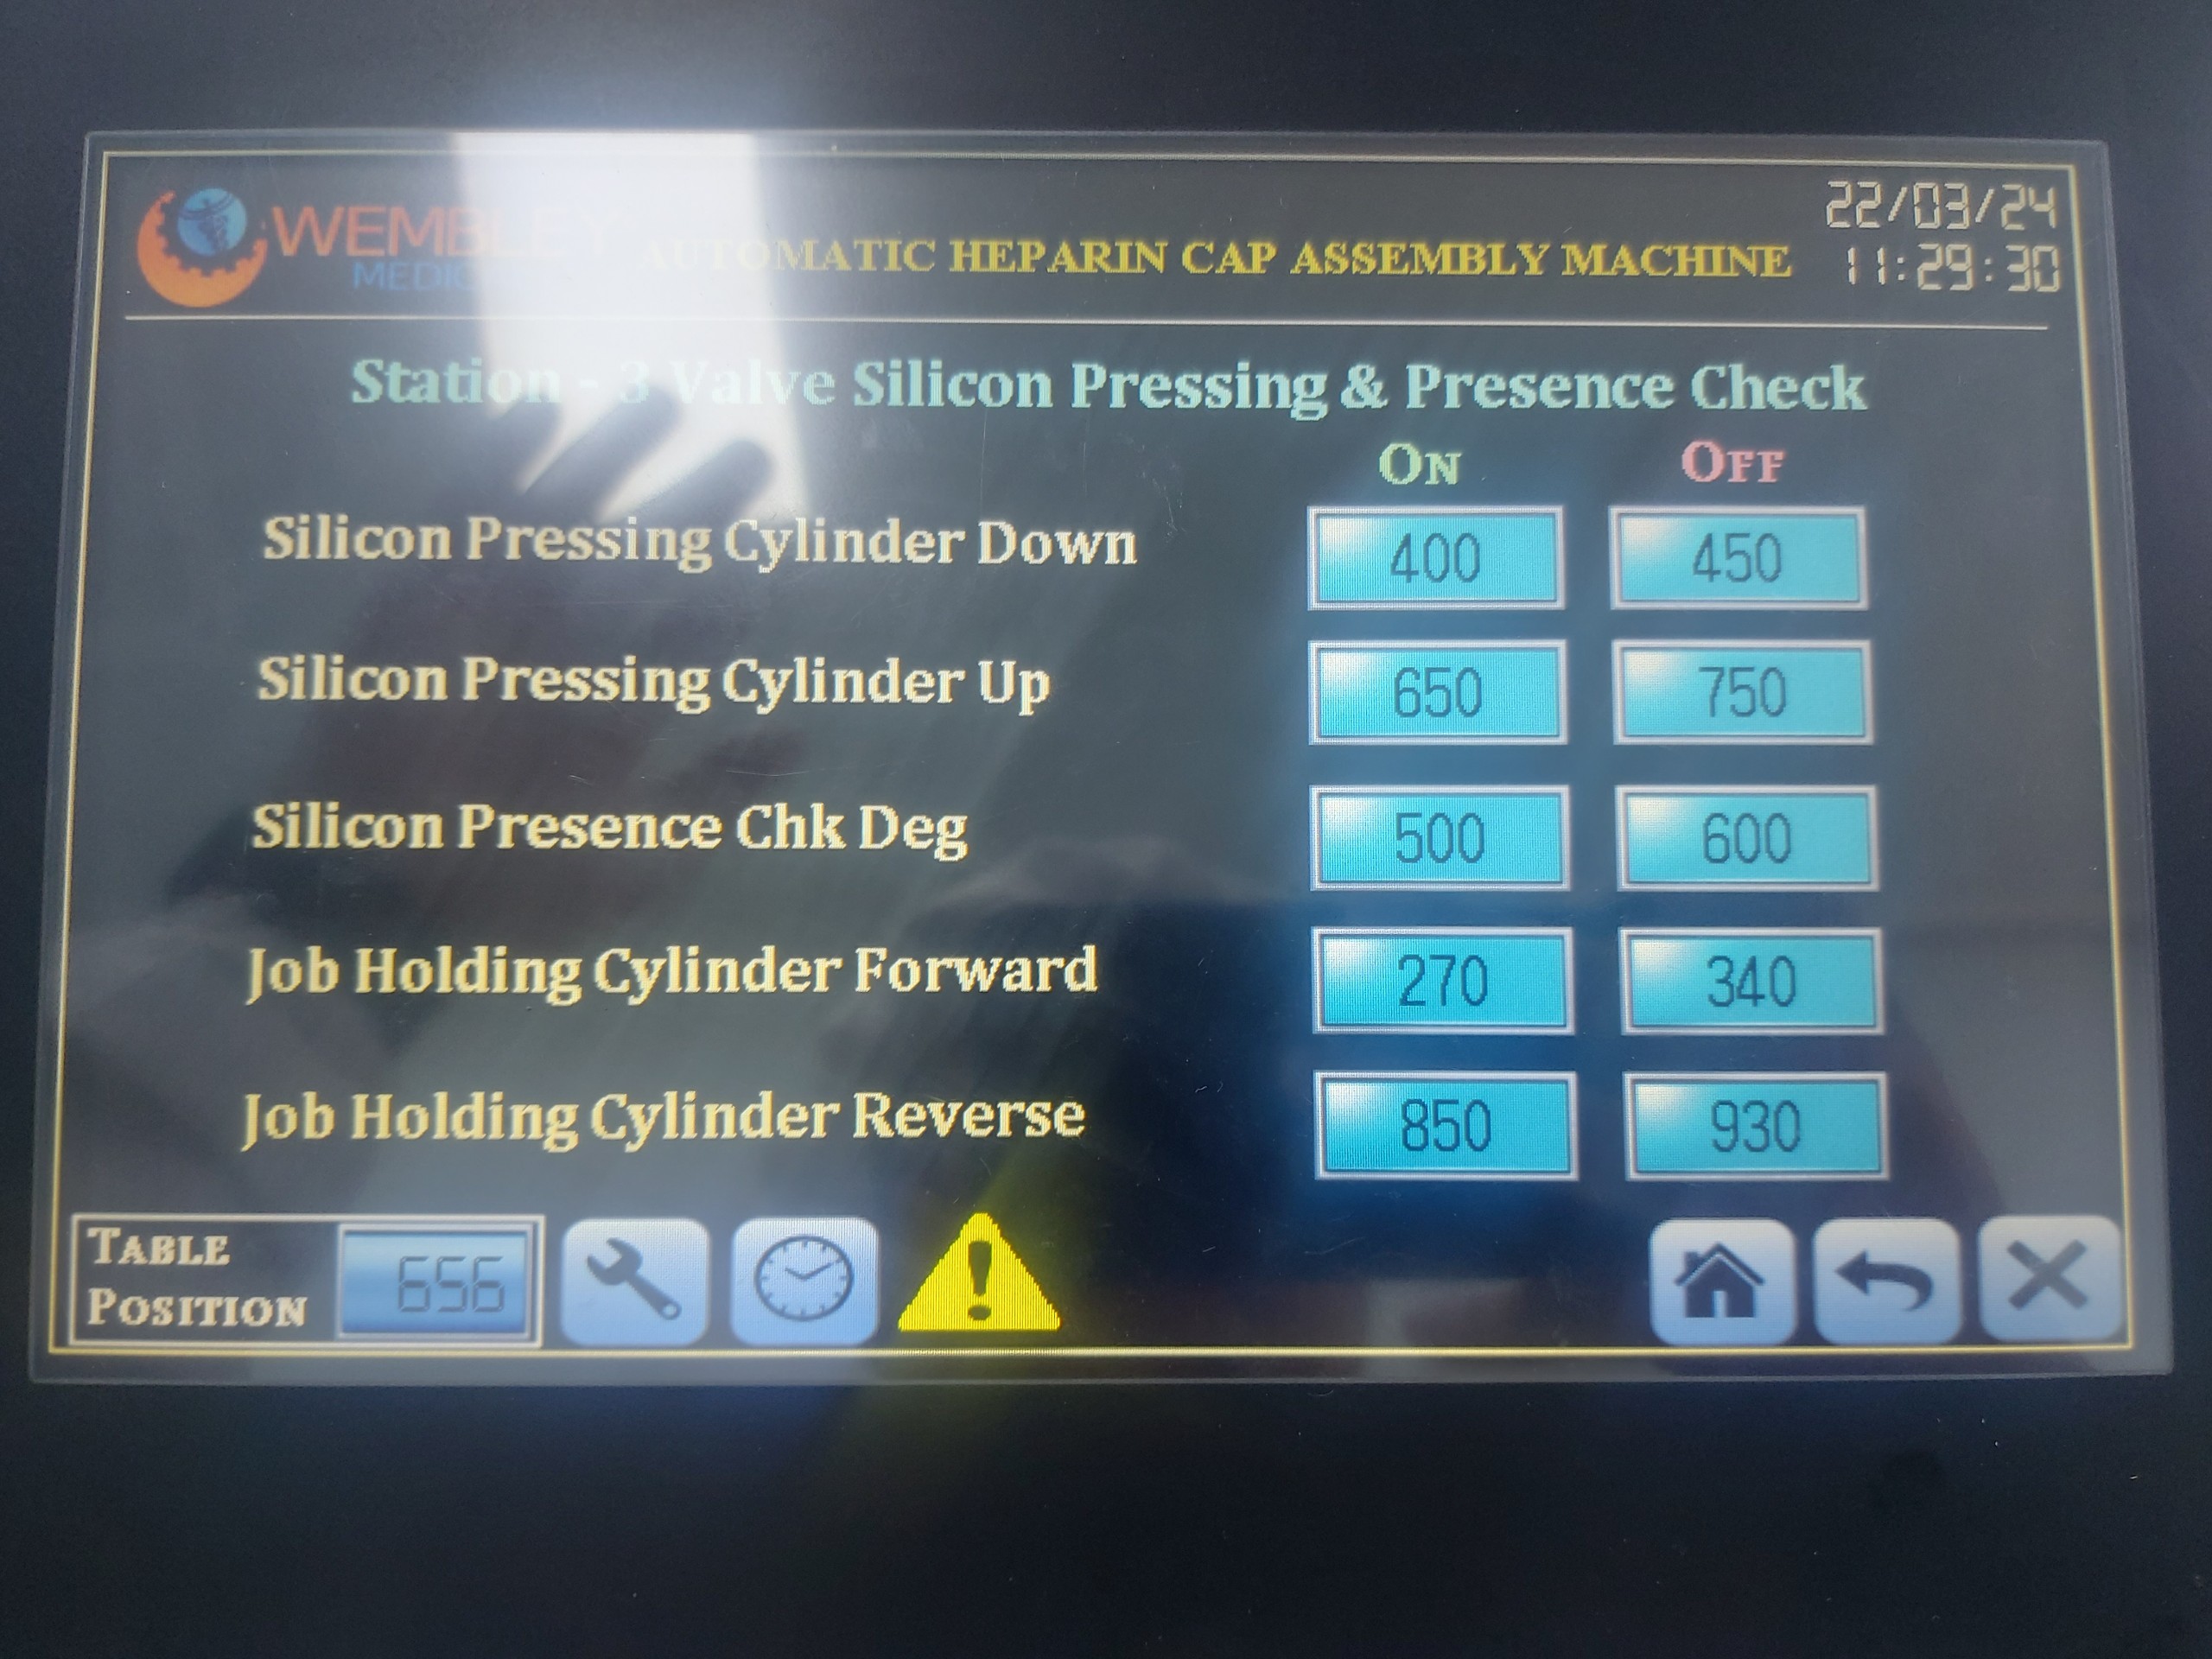 WEMBLEY
AUTOMATIC HEPARIN CAP ASSEMBLY MACHINE
22/03/24
11:29:30
Station - 3 Valve Silicon Pressing & Presence Check
ON OFF
Silicon Pressing Cylinder Down 400 450
Silicon Pressing Cylinder Up 650 750
Silicon Presence Chk Deg 500 600
Job Holding Cylinder Forward 270 340
Job Holding Cylinder Reverse 850 930
TABLE POSITION 656